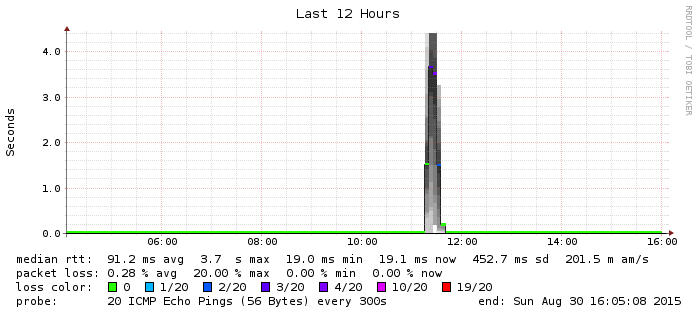 Last 12 Hours
RRDTOOL / TOBI OETIKER
Seconds
4.0
3.0
2.0
1.0
0.0
06:00 08:00 10:00 12:00 14:00 16:00
median rtt: 91.2 ms avg 3.7 s max 19.0 ms min 19.1 ms now 452.7 ms sd 201.5 m am/s
packet loss: 0.28 % avg 20.00 % max 0.00 % min 0.00 % now
loss color: 0 1/20 2/20 3/20 4/20 10/20 19/20
probe: 20 ICMP Echo Pings (56 Bytes) every 300s end: Sun Aug 30 16:05:08 2015